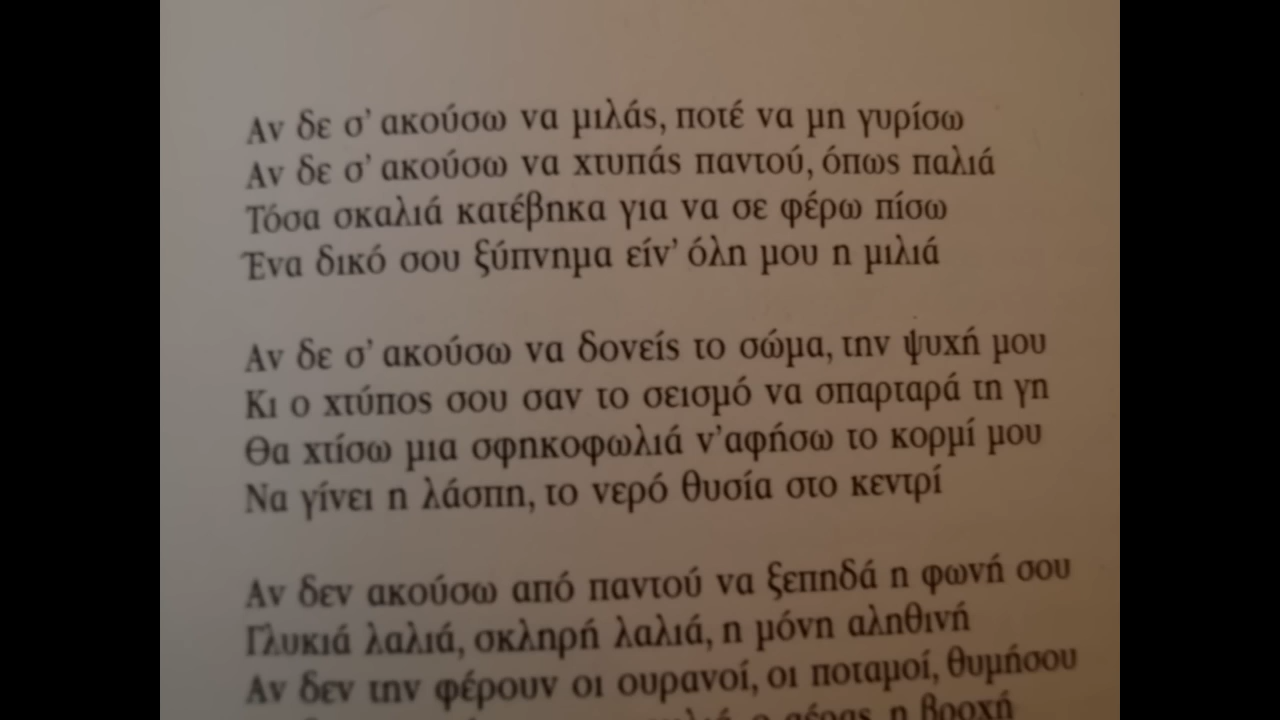 Αν δε σ' ακούσω να μιλάς, ποτέ να μη γυρίσω
Αν δε σ' ακούσω να χτυπάς παντού, όπως παλιά
Τόσα σκαλιά κατέβηκα για να σε φέρω πίσω
Ένα δικό σου ξύπνημα είν' όλη μου η μιλιά
Αν δε σ' ακούσω να δονείς το σώμα, την ψυχή μου
Κι ο χτύπος σου σαν το σεισμό να σπαρταρά τη γη
Θα χτίσω μια σφηκοφωλιά ν'αφήσω το κορμί μου
Να γίνει η λάσπη, το νερό θυσία στο κεντρί
Αν δεν ακούσω από παντού να ξεπηδά η φωνή σου
Γλυκιά λαλιά, σκληρή λαλιά, η μόνη αληθινή
Αν δεν την φέρουν οι ουρανοί, οι ποταμοί, θυμήσου
ο αέρας, η βροχή